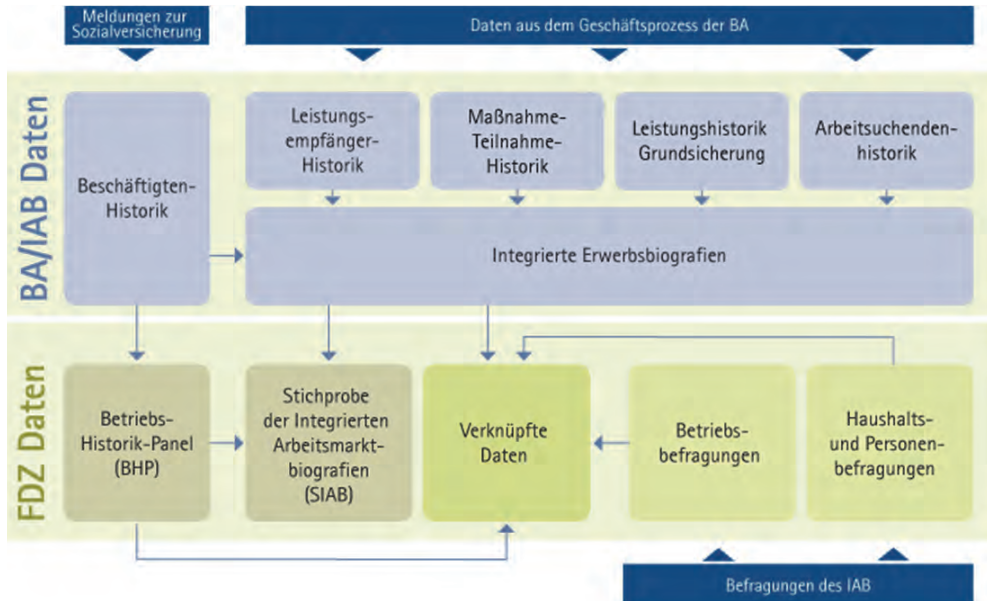 Meldungen zur
Sozialversicherung
Daten aus dem Geschäftsprozess der BA
BA/IAB Daten
Beschäftigten-
Historik
Leistungs-
empfänger-
Historik
Maßnahme-
Teilnahme-
Historik
Leistungshistorik
Grundsicherung
Arbeitsuchenden-
historik
Integrierte Erwerbsbiografien
FDZ Daten
Betriebs-
Historik-Panel
(BHP)
Stichprobe
der Integrierten
Arbeitsmarkt-
biografien
(SIAB)
Verknüpfte
Daten
Betriebs-
befragungen
Haushalts-
und Personen-
befragungen
Befragungen des IAB